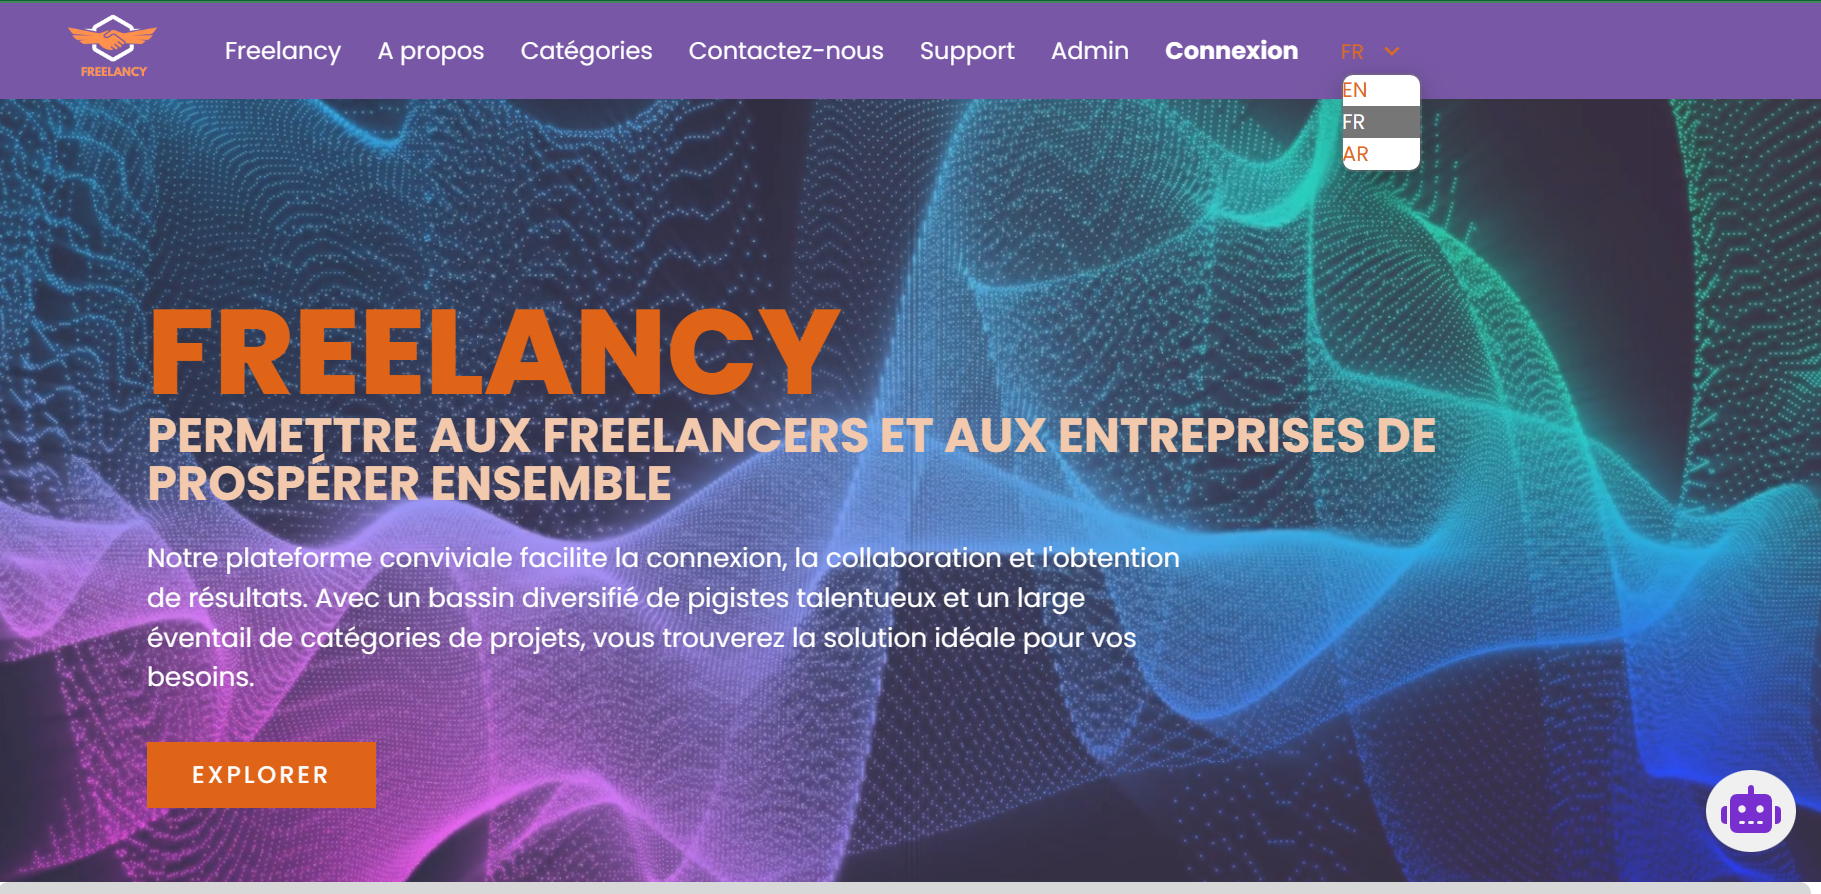 FREELANCY
Freelancy A propos Catégories Contactez-nous Support Admin Connexion FR
EN
FR
AR
FREELANCY
PERMETTRE AUX FREELANCERS ET AUX ENTREPRISES DE
PROSPÉRER ENSEMBLE
Notre plateforme conviviale facilite la connexion, la collaboration et l'obtention
de résultats. Avec un bassin diversifié de pigistes talentueux et un large
éventail de catégories de projets, vous trouverez la solution idéale pour vos
besoins.
EXPLORER